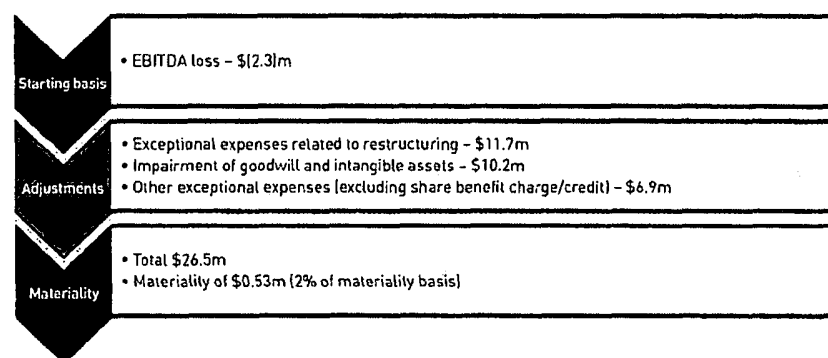 Starting basis
• EBITDA loss – $(2.3)m
Adjustments
• Exceptional expenses related to restructuring – $11.7m
• Impairment of goodwill and intangible assets – $10.2m
• Other exceptional expenses (excluding share benefit charge/credit) – $6.9m
Materiality
• Total $26.5m
• Materiality of $0.53m (2% of materiality basis)